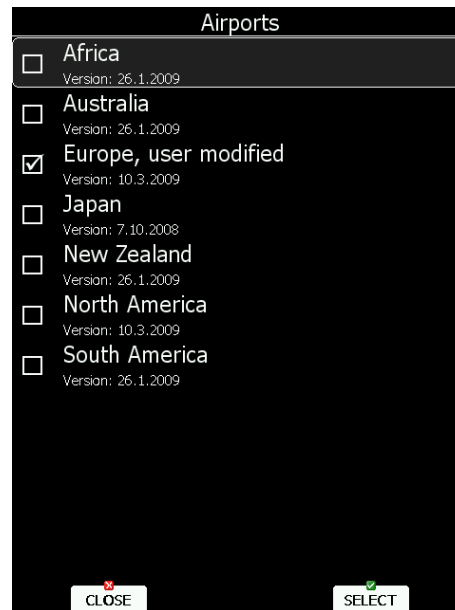 Airports
Africa
Version: 26.1.2009
Australia
Version: 26.1.2009
Europe, user modified
Version: 10.3.2009
Japan
Version: 7.10.2008
New Zealand
Version: 26.1.2009
North America
Version: 10.3.2009
South America
Version: 26.1.2009
CLOSE
SELECT